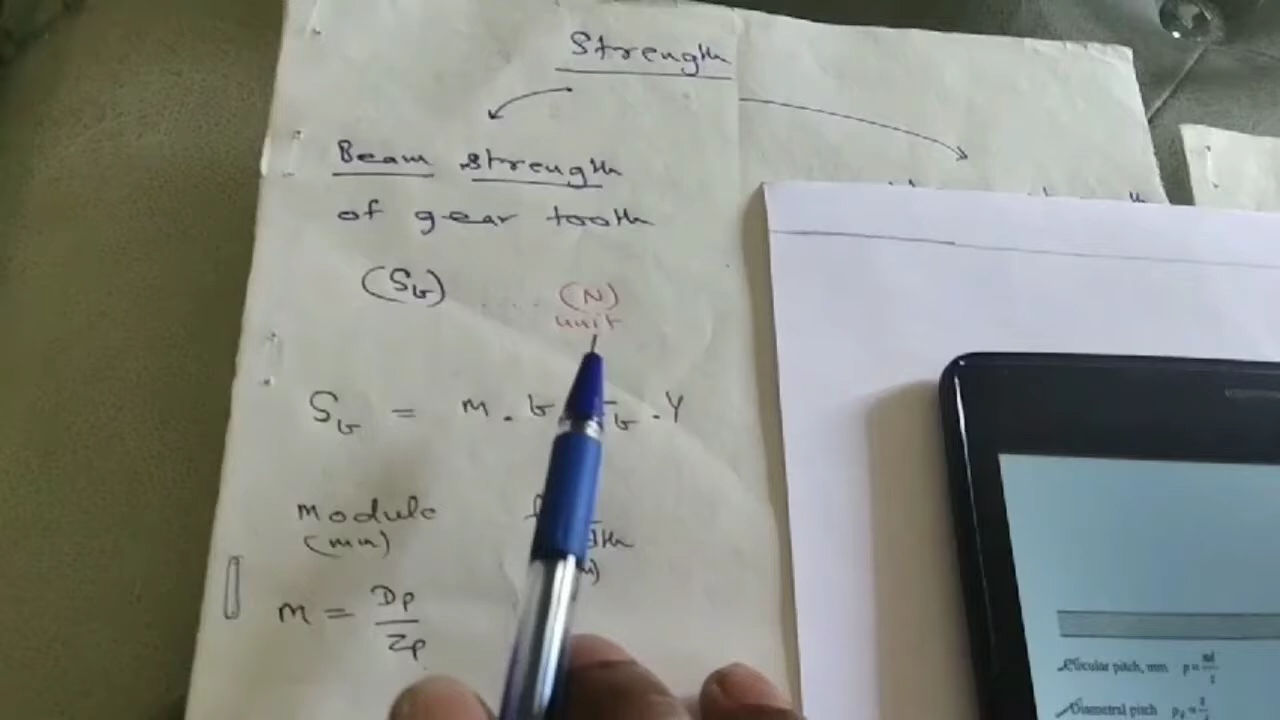 Strength
Beam strength
of gear tooth
(Sb) .... (N)
unit
Sb = m . b b . Y
Module
(mm)
m = Dp / Zp
Circular pitch, mm p =
Diametral pitch